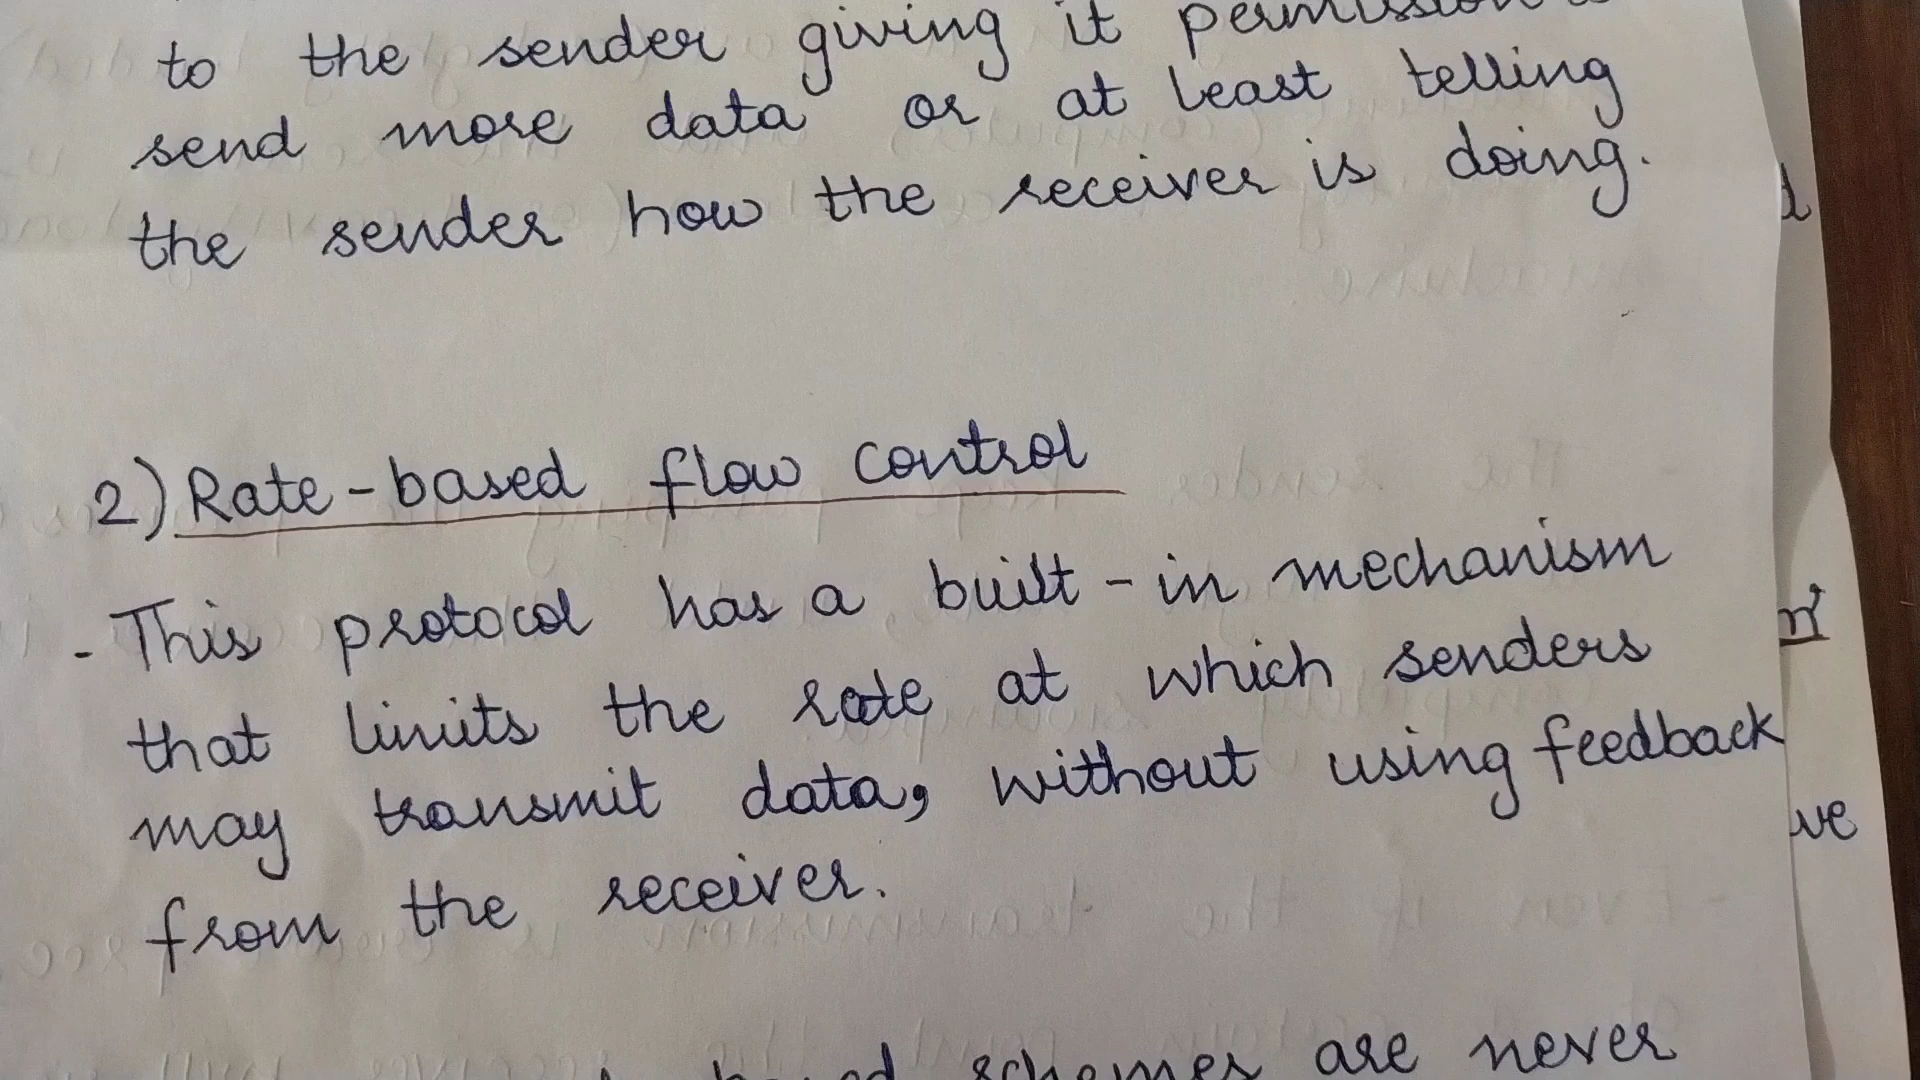 to the sender giving it permission
send more data or at least telling
the sender how the receiver is doing.
2) Rate-based flow control
- This protocol has a built-in mechanism
that limits the rate at which senders
may transmit data, without using feedback
from the receiver.
schemes are never